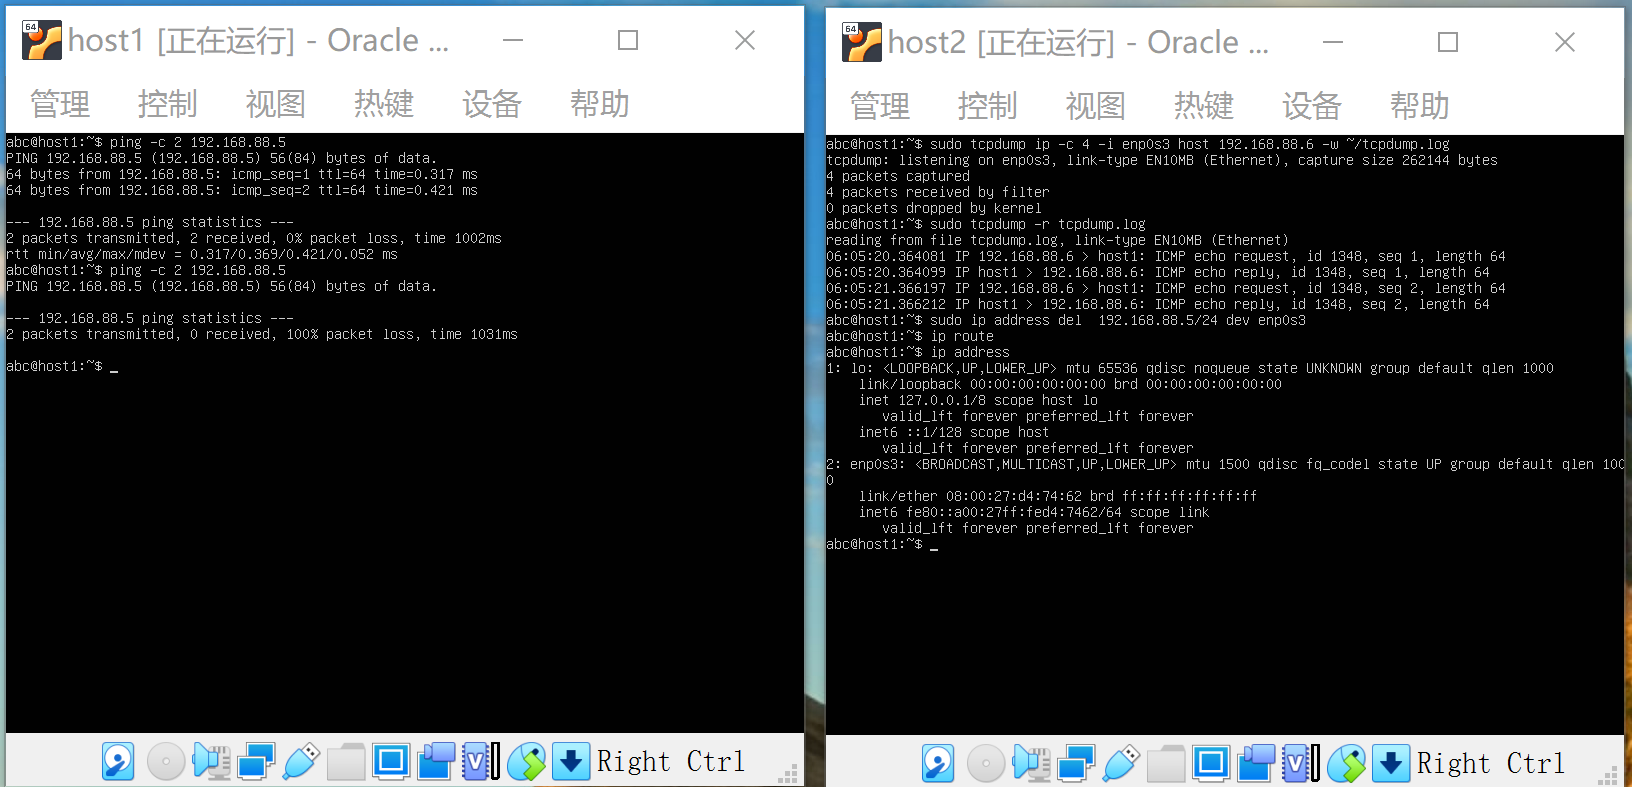 64
host1 [正在运行] - Oracle ...
管理 控制 视图 热键 设备 帮助
abc@host1:~$ ping -c 2 192.168.88.5
PING 192.168.88.5 (192.168.88.5) 56(84) bytes of data.
64 bytes from 192.168.88.5: icmp_seq=1 ttl=64 time=0.317 ms
64 bytes from 192.168.88.5: icmp_seq=2 ttl=64 time=0.421 ms
--- 192.168.88.5 ping statistics ---
2 packets transmitted, 2 received, 0% packet loss, time 1002ms
rtt min/avg/max/mdev = 0.317/0.369/0.421/0.052 ms
abc@host1:~$ ping -c 2 192.168.88.5
PING 192.168.88.5 (192.168.88.5) 56(84) bytes of data.
--- 192.168.88.5 ping statistics ---
2 packets transmitted, 0 received, 100% packet loss, time 1031ms
abc@host1:~$ _
V
Right Ctrl
64
host2 [正在运行] - Oracle ...
管理 控制 视图 热键 设备 帮助
abc@host1:~$ sudo tcpdump ip -c 4 -i enp0s3 host 192.168.88.6 -w ~/tcpdump.log
tcpdump: listening on enp0s3, link-type EN10MB (Ethernet), capture size 262144 bytes
4 packets captured
4 packets received by filter
0 packets dropped by kernel
abc@host1:~$ sudo tcpdump -r tcpdump.log
reading from file tcpdump.log, link-type EN10MB (Ethernet)
06:05:20.364081 IP 192.168.88.6 > host1: ICMP echo request, id 1348, seq 1, length 64
06:05:20.364099 IP host1 > 192.168.88.6: ICMP echo reply, id 1348, seq 1, length 64
06:05:21.366197 IP 192.168.88.6 > host1: ICMP echo request, id 1348, seq 2, length 64
06:05:21.366212 IP host1 > 192.168.88.6: ICMP echo reply, id 1348, seq 2, length 64
abc@host1:~$ sudo ip address del  192.168.88.5/24 dev enp0s3
abc@host1:~$ ip route
abc@host1:~$ ip address
1: lo: <LOOPBACK,UP,LOWER_UP> mtu 65536 qdisc noqueue state UNKNOWN group default qlen 1000
link/loopback 00:00:00:00:00:00 brd 00:00:00:00:00:00
inet 127.0.0.1/8 scope host lo
valid_lft forever preferred_lft forever
inet6 ::1/128 scope host
valid_lft forever preferred_lft forever
2: enp0s3: <BROADCAST,MULTICAST,UP,LOWER_UP> mtu 1500 qdisc fq_codel state UP group default qlen 100
0
link/ether 08:00:27:d4:74:62 brd ff:ff:ff:ff:ff:ff
inet6 fe80::a00:27ff:fed4:7462/64 scope link
valid_lft forever preferred_lft forever
abc@host1:~$ _
V
Right Ctrl